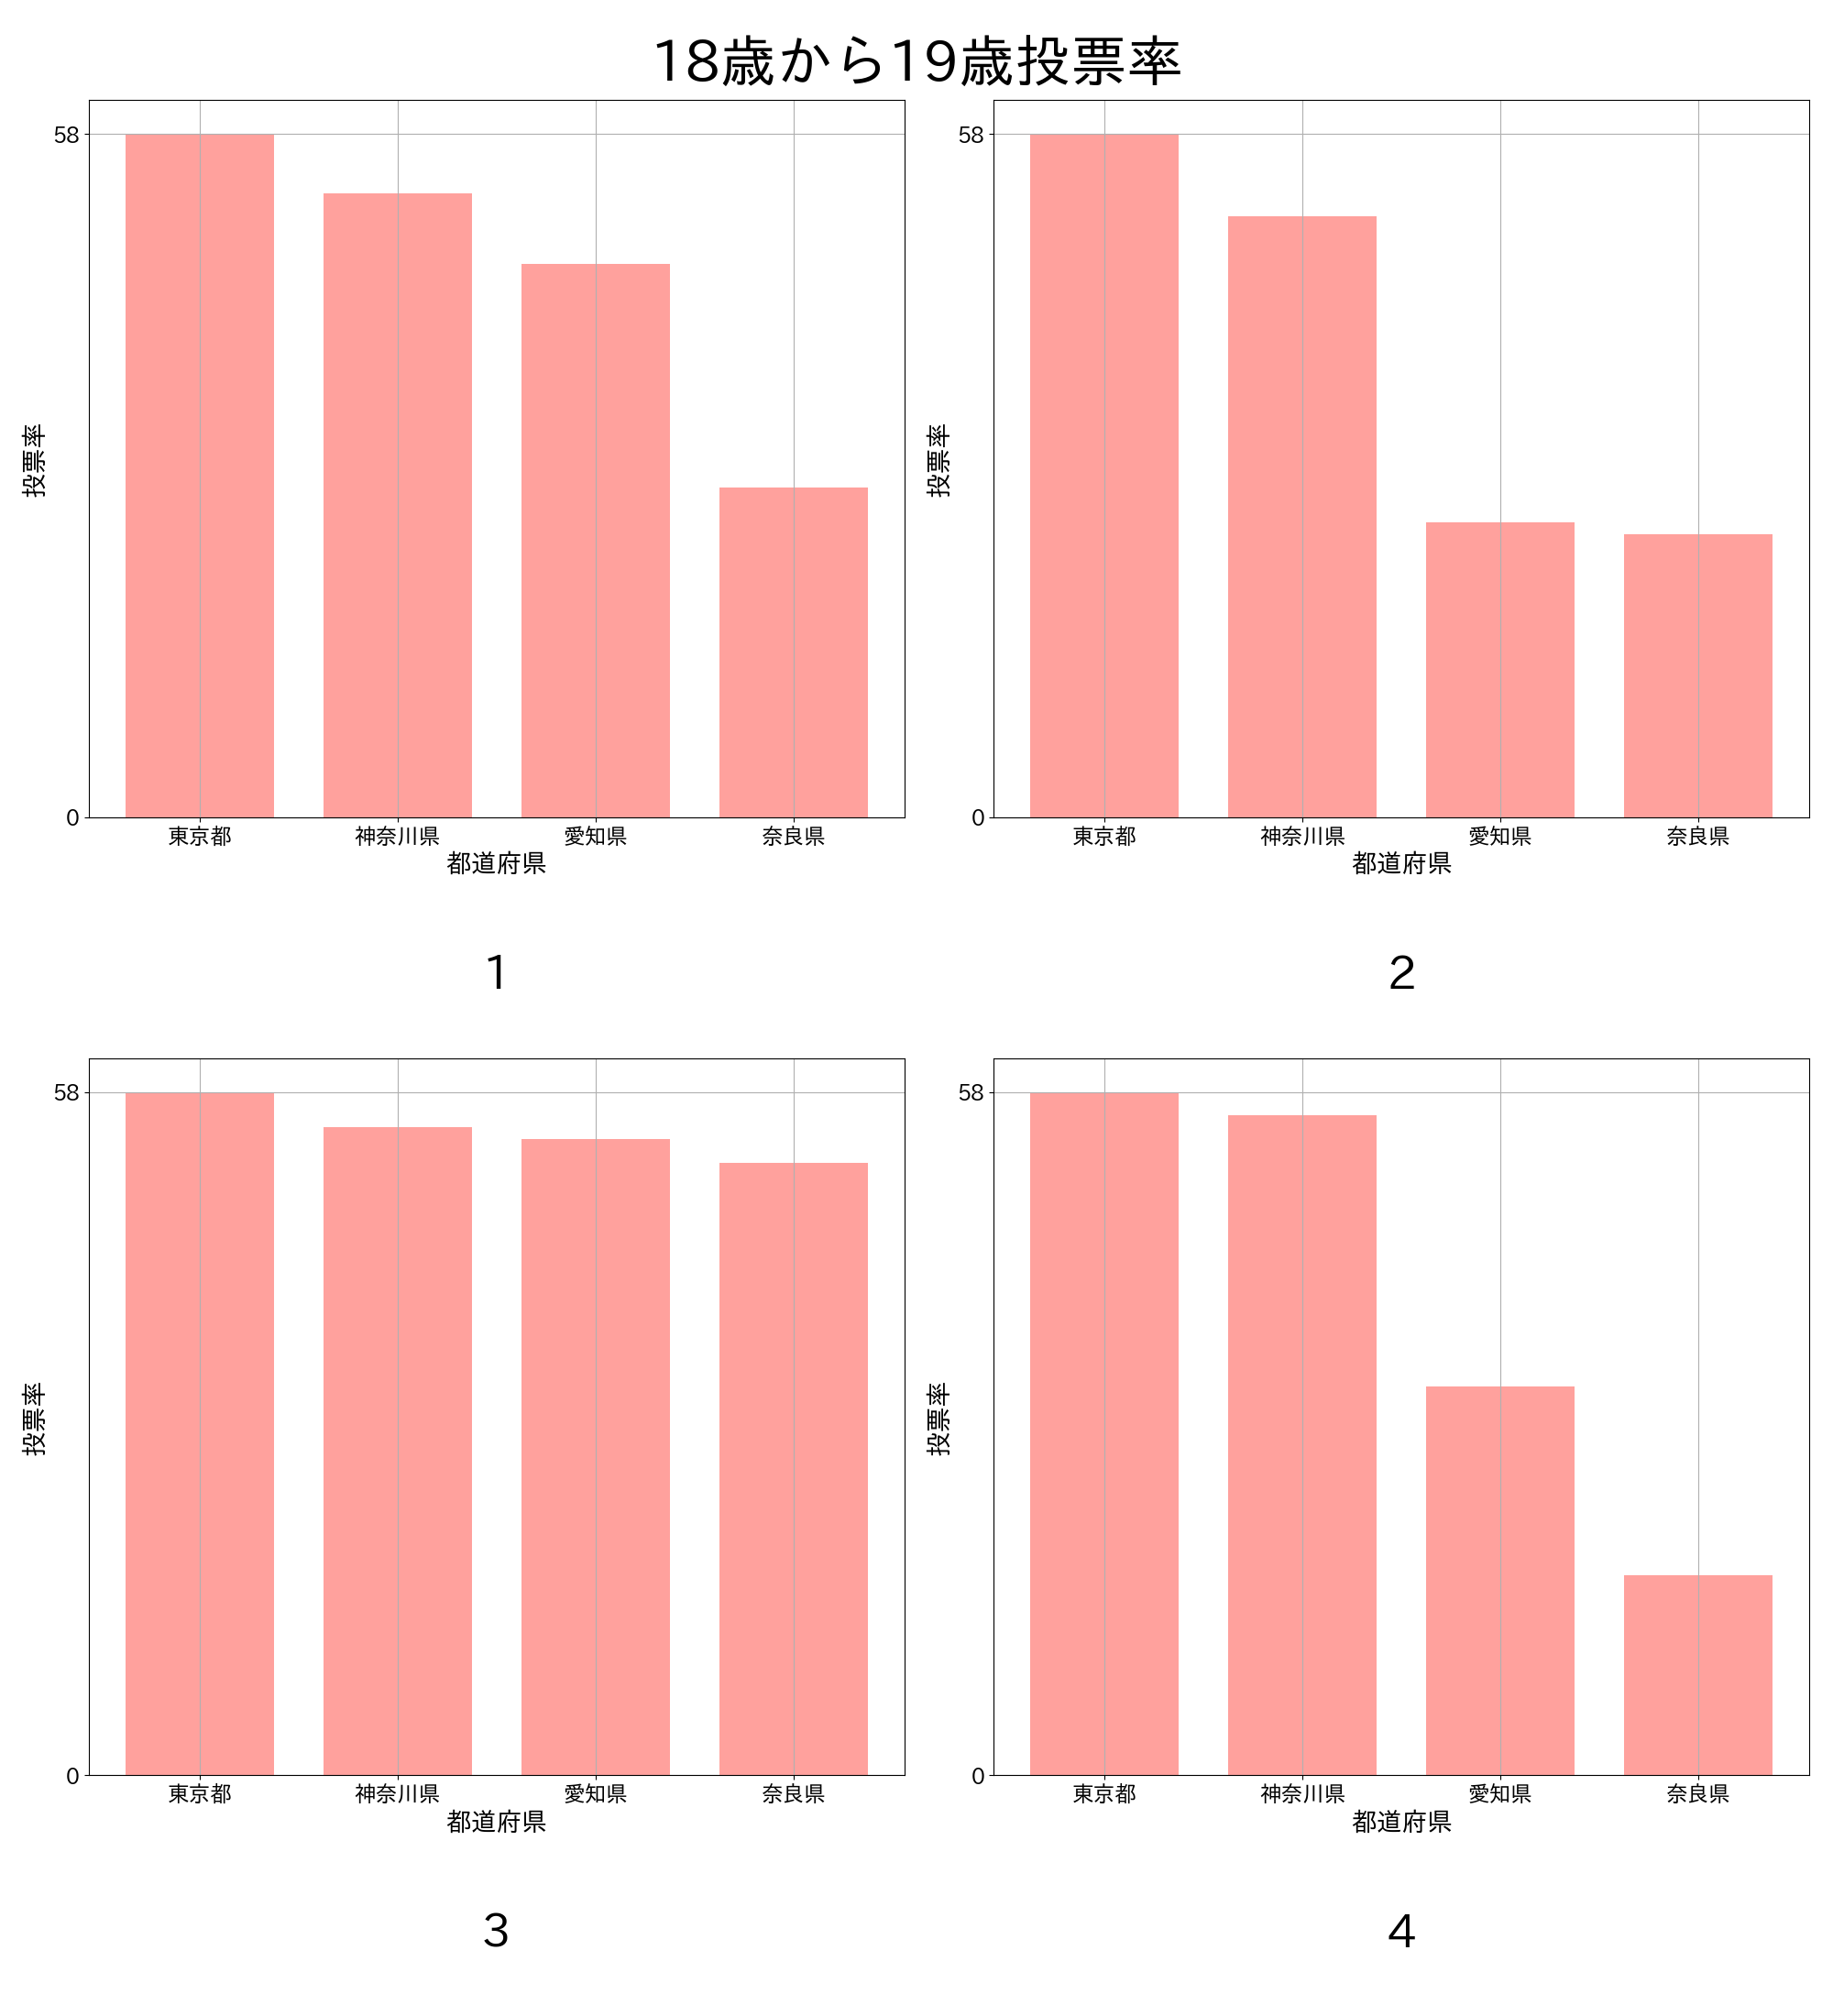 18歳から19歳投票率
58
0
投票率
東京都 神奈川県 愛知県 奈良県
都道府県
1
58
0
投票率
東京都 神奈川県 愛知県 奈良県
都道府県
2
58
0
投票率
東京都 神奈川県 愛知県 奈良県
都道府県
3
58
0
投票率
東京都 神奈川県 愛知県 奈良県
都道府県
4